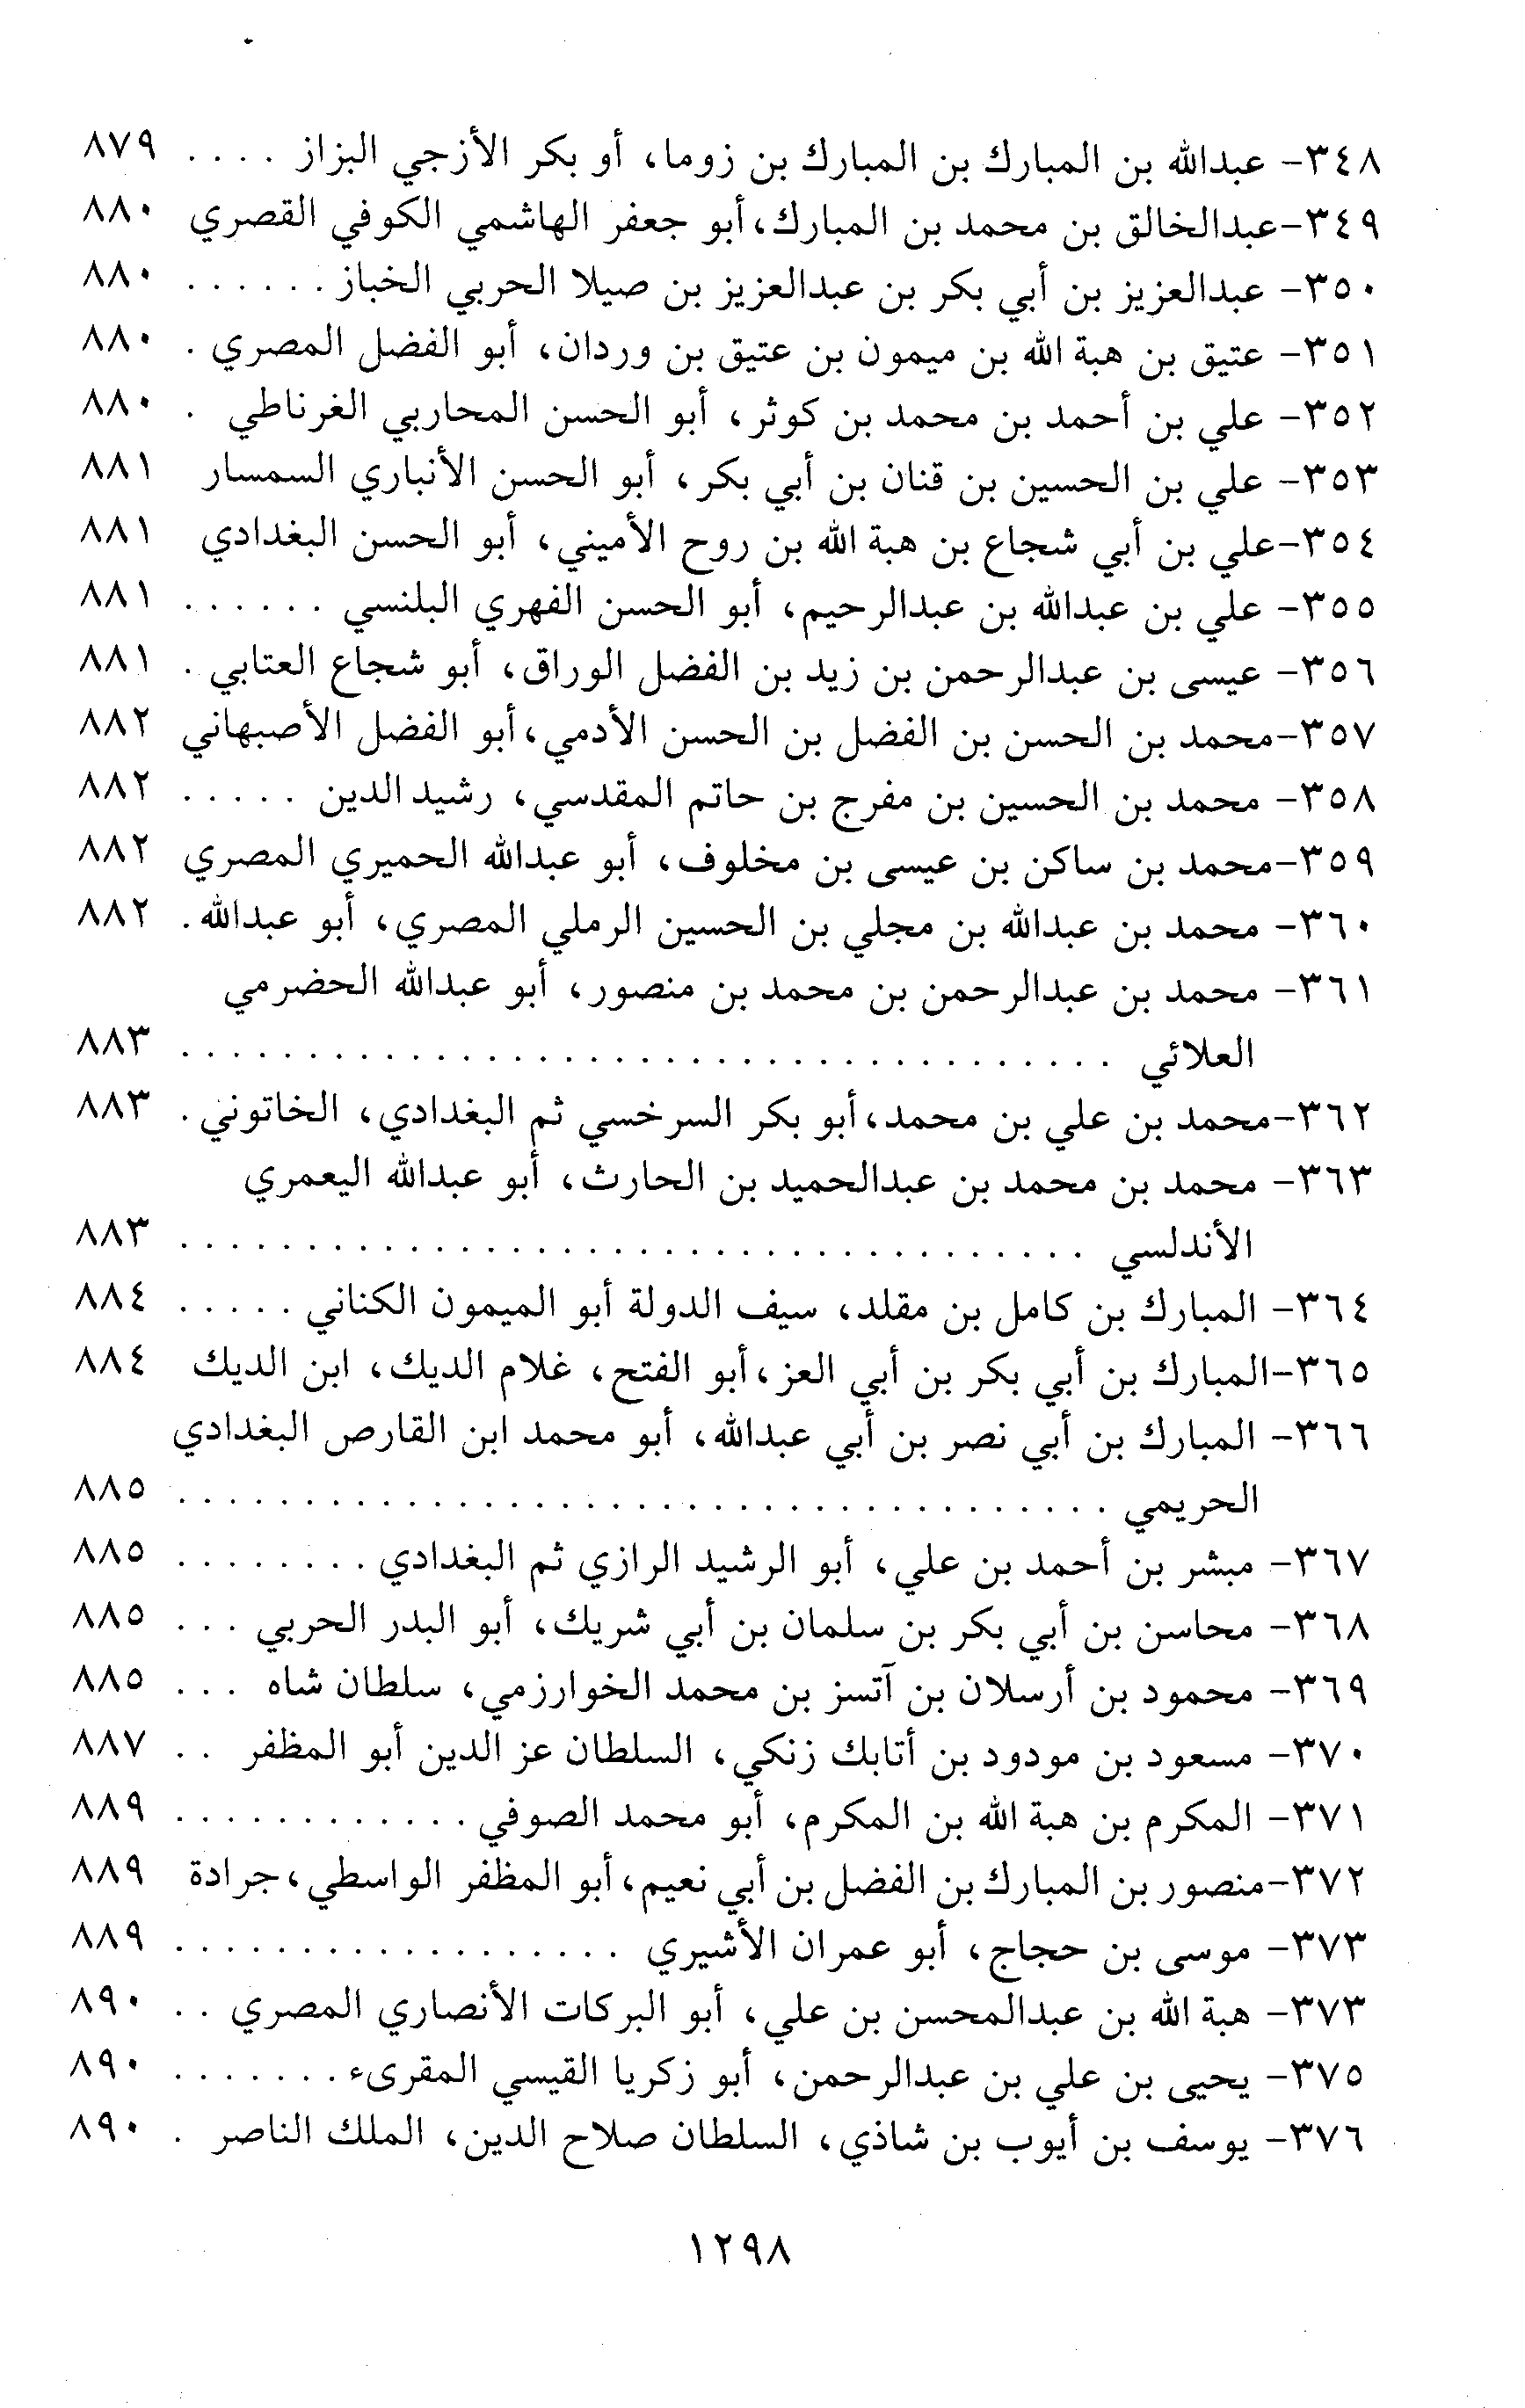 ٣٤٨- عبدالله بن المبارك بن المبارك بن زوما، أو بكر الأزجي البزاز . . . . ٨٧٩
٣٤٩-عبدالخالق بن محمد بن المبارك،أبو جعفر الهاشمي الكوفي القصري ٨٨٠
٣٥٠- عبدالعزيز بن أبي بكر بن عبدالعزيز بن صيلا الحربي الخباز . . . . . . ٨٨٠
٣٥١- عتيق بن هبة الله بن ميمون بن عتيق بن وردان، أبو الفضل المصري . ٨٨٠
٣٥٢- علي بن أحمد بن محمد بن كوثر، أبو الحسن المحاربي الغرناطي . ٨٨٠
٣٥٣- علي بن الحسين بن قنان بن أبي بكر، أبو الحسن الأنباري السمسار ٨٨١
٣٥٤-علي بن أبي شجاع بن هبة الله بن روح الأميني، أبو الحسن البغدادي ٨٨١
٣٥٥- علي بن عبدالله بن عبدالرحيم، أبو الحسن الفهري البلنسي . . . . . . ٨٨١
٣٥٦- عيسى بن عبدالرحمن بن زيد بن الفضل الوراق، أبو شجاع العتابي . ٨٨١
٣٥٧-محمد بن الحسن بن الفضل بن الحسن الأدمي،أبو الفضل الأصبهاني ٨٨٢
٣٥٨- محمد بن الحسين بن مفرج بن حاتم المقدسي، رشيد الدين . . . . . ٨٨٢
٣٥٩-محمد بن ساكن بن عيسى بن مخلوف، أبو عبدالله الحميري المصري ٨٨٢
٣٦٠- محمد بن عبدالله بن مجلي بن الحسين الرملي المصري، أبو عبدالله . ٨٨٢
٣٦١- محمد بن عبدالرحمن بن محمد بن منصور، أبو عبدالله الحضرمي
العلائي . . . . . . . . . . . . . . . . . . . . . . . . . . . . . . . . . . . . . ٨٨٣
٣٦٢-محمد بن علي بن محمد،أبو بكر السرخسي ثم البغدادي، الخاتوني . ٨٨٣
٣٦٣- محمد بن محمد بن عبدالحميد بن الحارث، أبو عبدالله اليعمري
الأندلسي . . . . . . . . . . . . . . . . . . . . . . . . . . . . . . . . . . . . ٨٨٣
٣٦٤- المبارك بن كامل بن مقلد، سيف الدولة أبو الميمون الكناني . . . . . ٨٨٤
٣٦٥-المبارك بن أبي بكر بن أبي العز،أبو الفتح، غلام الديك، ابن الديك ٨٨٤
٣٦٦- المبارك بن أبي نصر بن أبي عبدالله، أبو محمد ابن القارص البغدادي
الحريمي . . . . . . . . . . . . . . . . . . . . . . . . . . . . . . . . . . . . . ٨٨٥
٣٦٧- مبشر بن أحمد بن علي، أبو الرشيد الرازي ثم البغدادي . . . . . . . . ٨٨٥
٣٦٨- محاسن بن أبي بكر بن سلمان بن أبي شريك، أبو البدر الحربي . . . ٨٨٥
٣٦٩- محمود بن أرسلان بن آتسز بن محمد الخوارزمي، سلطان شاه . . . ٨٨٥
٣٧٠- مسعود بن مودود بن أتابك زنكي، السلطان عز الدين أبو المظفر . . ٨٨٧
٣٧١- المكرم بن هبة الله بن المكرم، أبو محمد الصوفي . . . . . . . . . . . . ٨٨٩
٣٧٢-منصور بن المبارك بن الفضل بن أبي نعيم،أبو المظفر الواسطي،جرادة ٨٨٩
٣٧٣- موسى بن حجاج، أبو عمران الأشيري . . . . . . . . . . . . . . . . . . ٨٨٩
٣٧٣- هبة الله بن عبدالمحسن بن علي، أبو البركات الأنصاري المصري . . ٨٩٠
٣٧٥- يحيى بن علي بن عبدالرحمن، أبو زكريا القيسي المقرىء . . . . . . . ٨٩٠
٣٧٦- يوسف بن أيوب بن شاذي، السلطان صلاح الدين، الملك الناصر . ٨٩٠
١٢٩٨